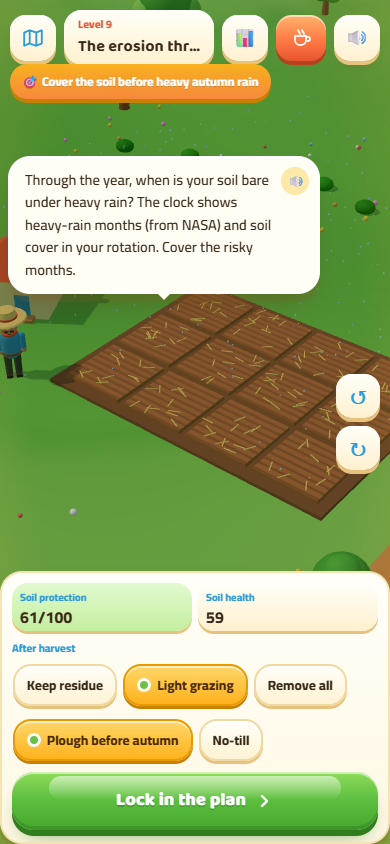 Level 9
The erosion thr...
Cover the soil before heavy autumn rain
Through the year, when is your soil bare
under heavy rain? The clock shows
heavy-rain months (from NASA) and soil
cover in your rotation. Cover the risky
months.
Soil protection
61/100
Soil health
59
After harvest
Keep residue
Light grazing
Remove all
Plough before autumn
No-till
Lock in the plan